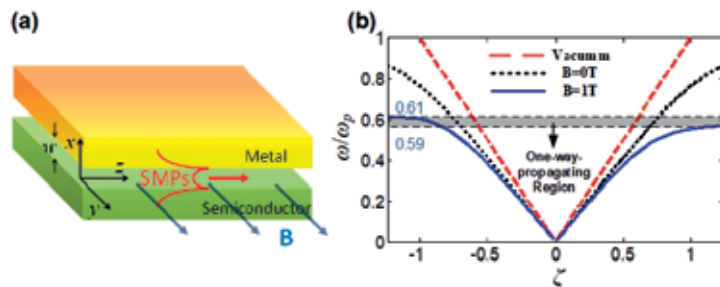 (a)
w
x
z
y
Metal
SMPs
Semiconductor
B
(b)
ω/ω_p
1
0.8
0.6
0.4
0.2
0
0.61
0.59
Vacumm
B=0T
B=1T
One-way-
propagating
Region
-1 -0.5 0 0.5 1
ζ